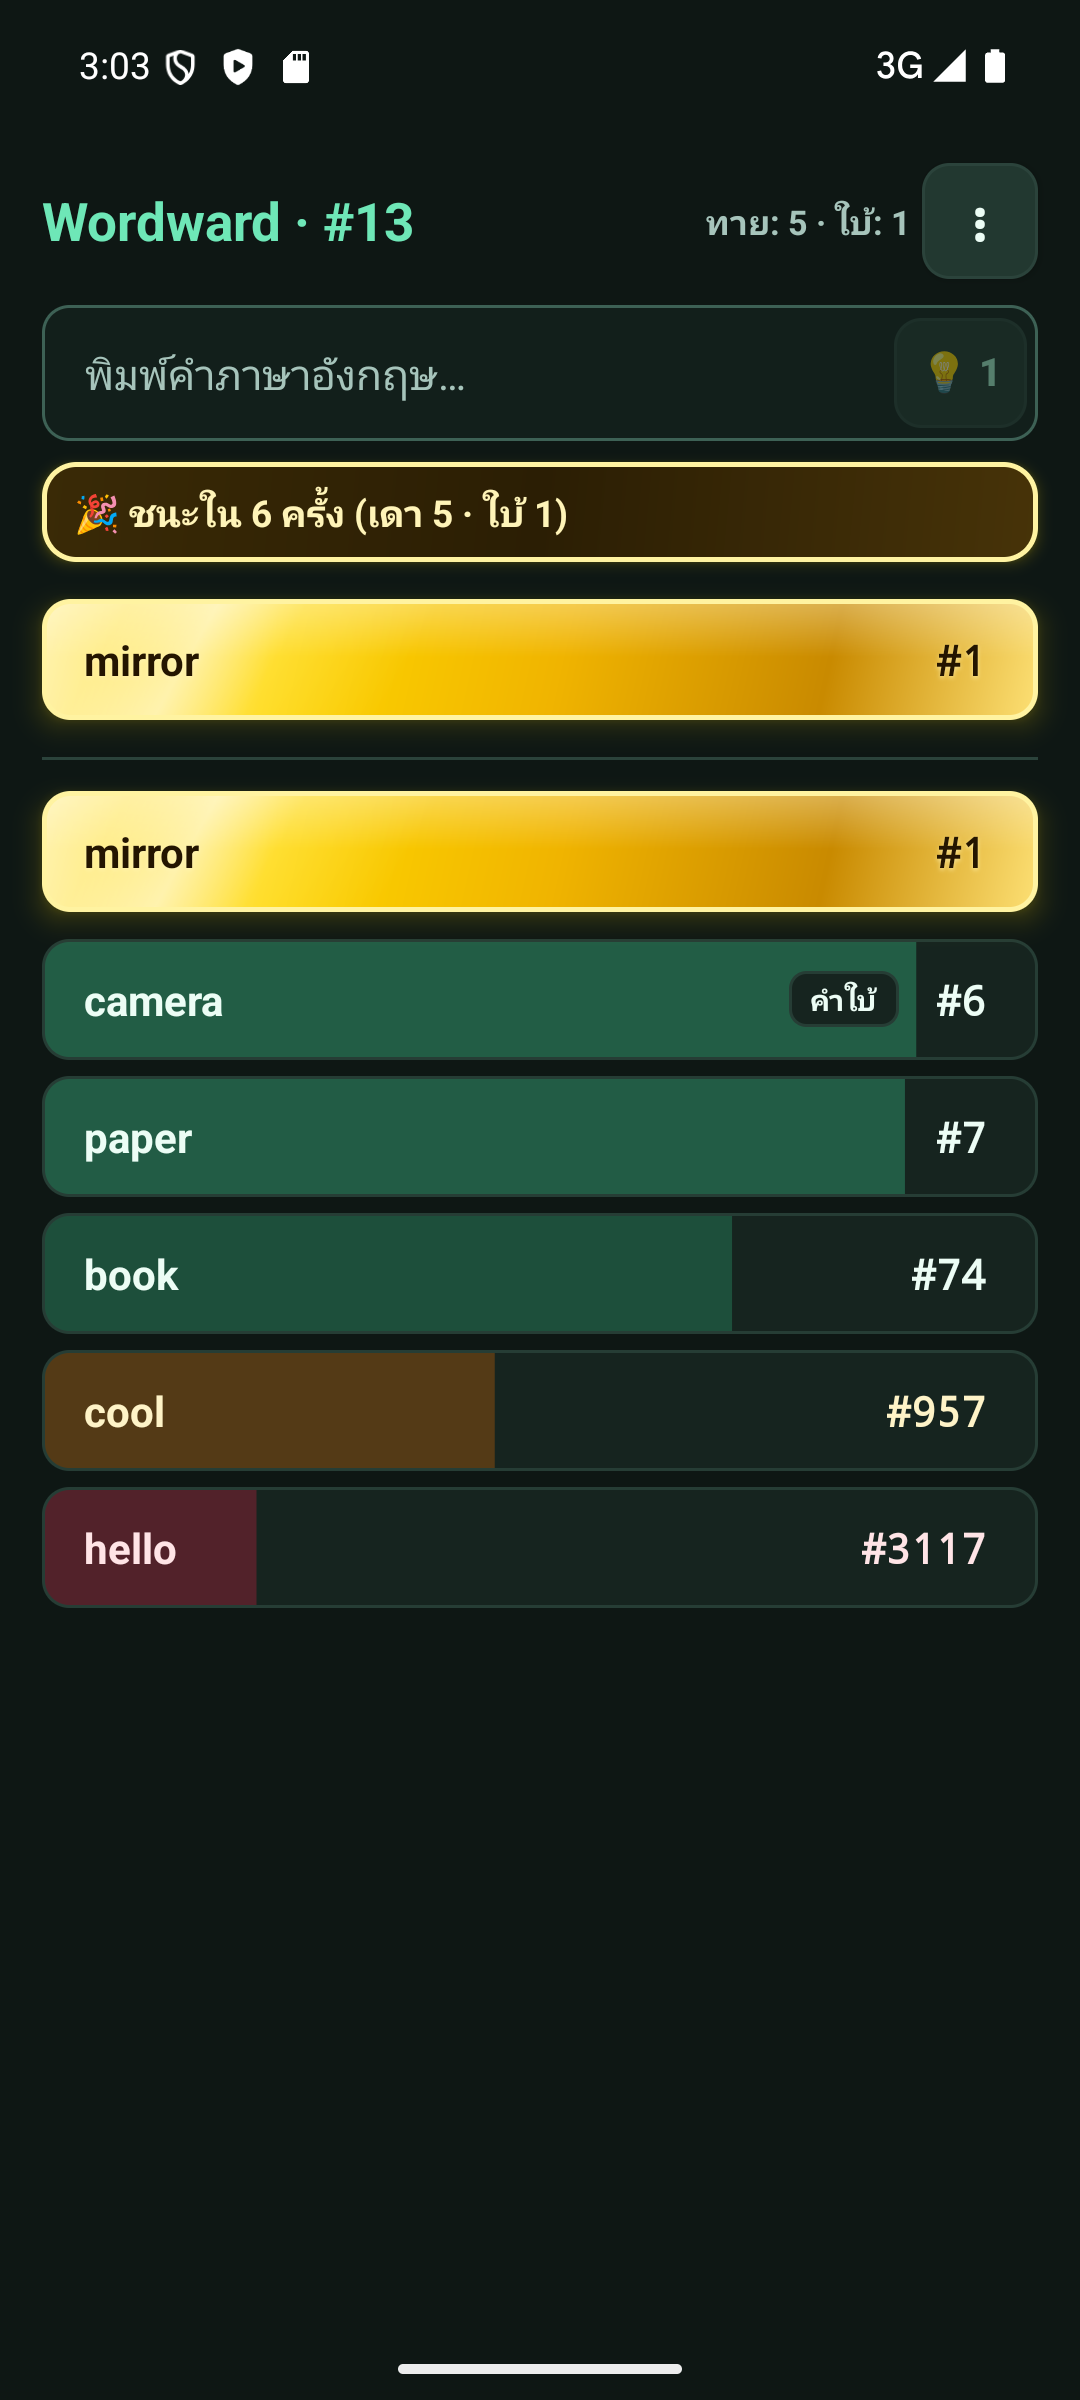 3:03
3G
Wordward · #13
ทาย: 5 · ใบ้: 1
พิมพ์คำภาษาอังกฤษ...
💡 1
🎉 ชนะใน 6 ครั้ง (เดา 5 · ใบ้ 1)
mirror #1
mirror #1
camera คำใบ้ #6
paper #7
book #74
cool #957
hello #3117